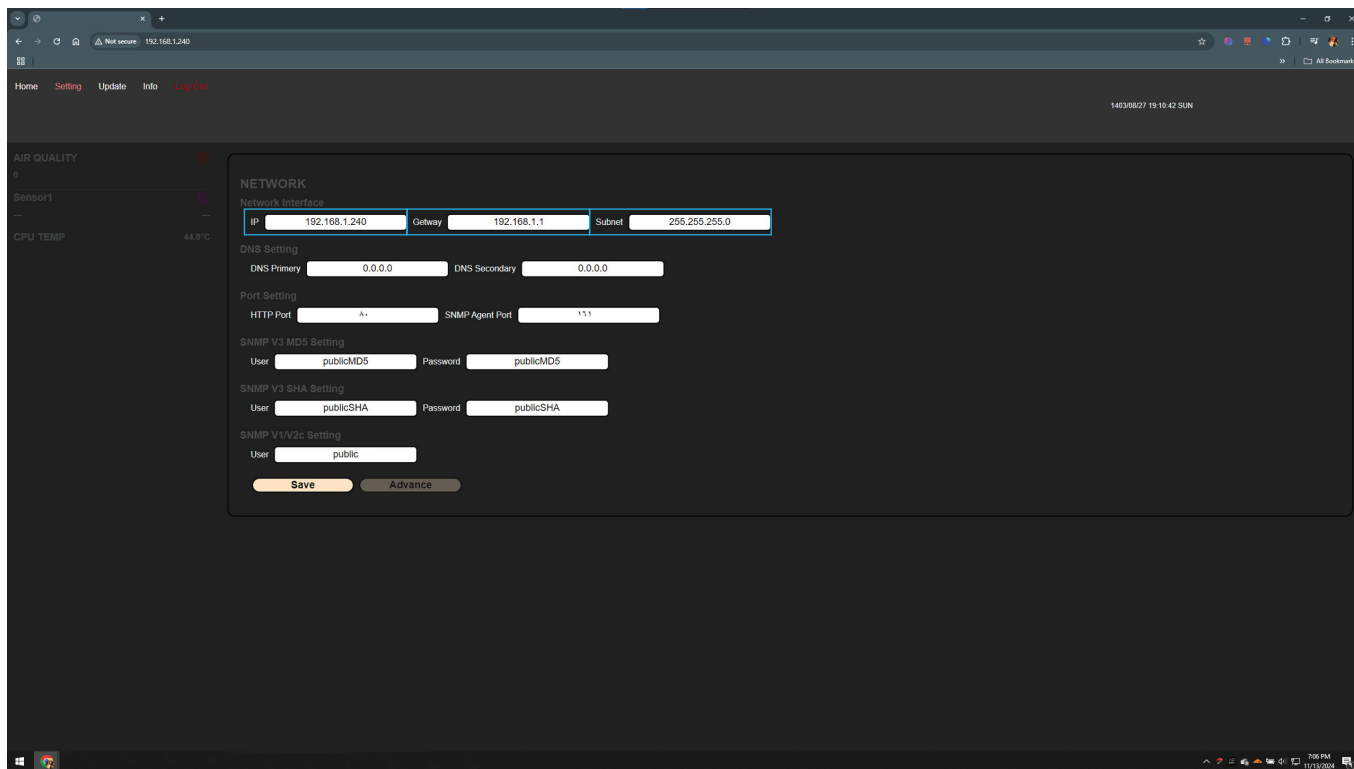 Not secure 192.168.1.240
All Bookmark
Home Setting Update Info Log Out
1403/08/27 19:10:42 SUN
AIR QUALITY
0
Sensor1
--- ---
CPU TEMP 44.0°C
NETWORK
Network Interface
IP 192.168.1.240 Getway 192.168.1.1 Subnet 255.255.255.0
DNS Setting
DNS Primery 0.0.0.0 DNS Secondary 0.0.0.0
Port Setting
HTTP Port ۸۰ SNMP Agent Port ۱۶۱
SNMP V3 MD5 Setting
User publicMD5 Password publicMD5
SNMP V3 SHA Setting
User publicSHA Password publicSHA
SNMP V1/V2c Setting
User public
Save Advance
7:06 PM
11/13/2024